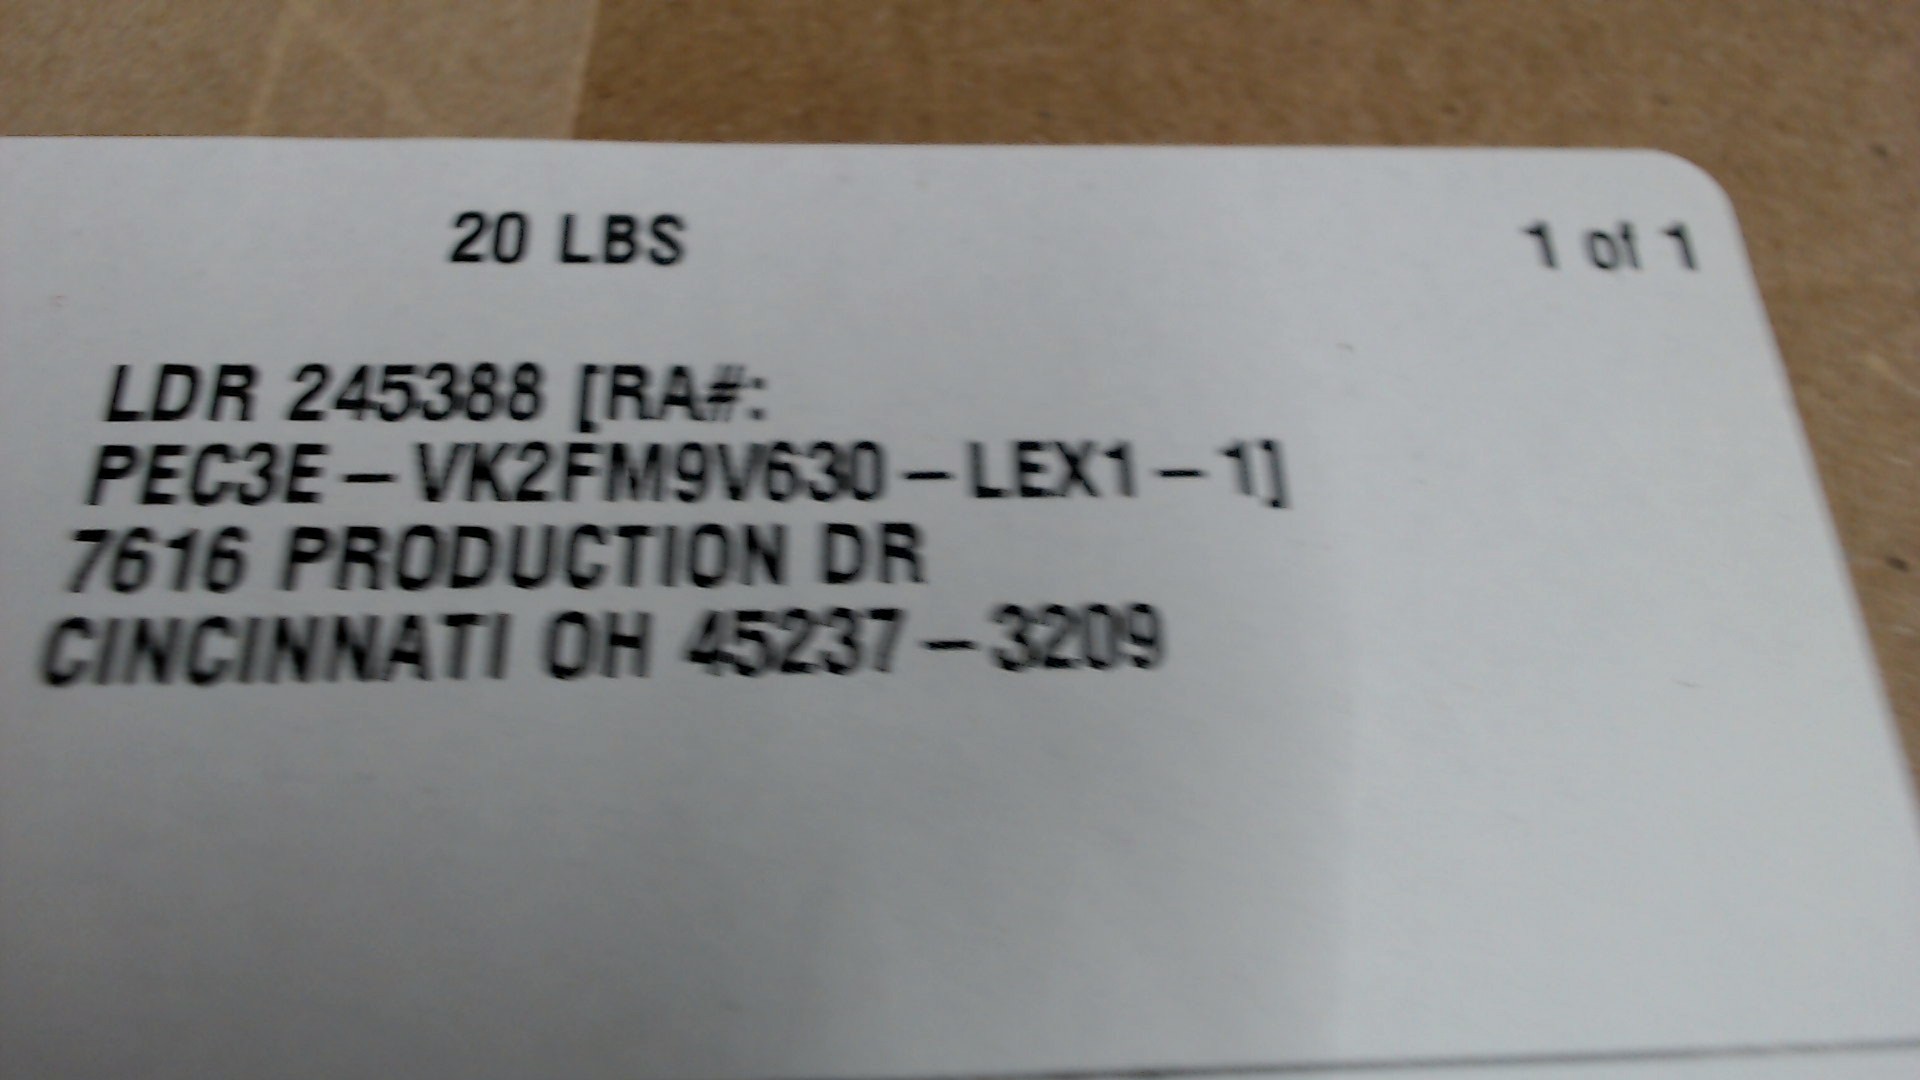 20 LBS 1 of 1
LDR 245388 [RA#:
PEC3E-VK2FM9V630-LEX1-1]
7616 PRODUCTION DR
CINCINNATI OH 45237-3209